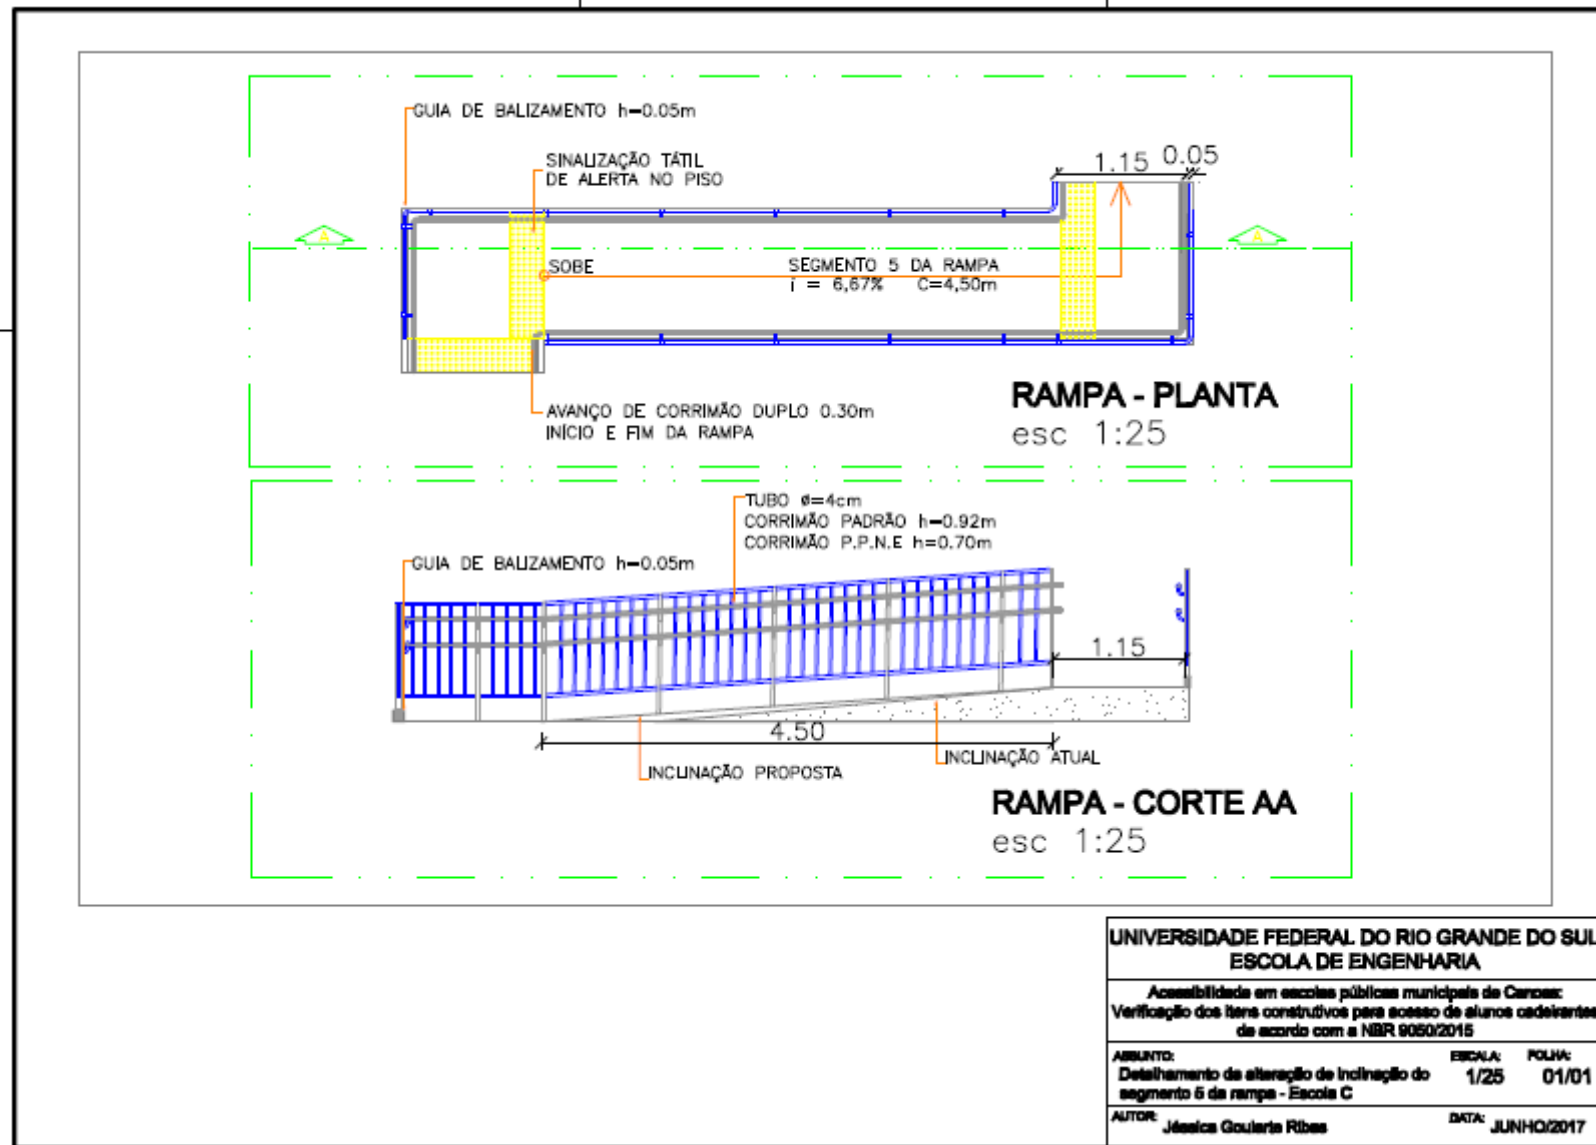 GUIA DE BALIZAMENTO h=0.05m
SINALIZAÇÃO TÁTIL
DE ALERTA NO PISO
1.15 0.05
A
A
SOBE
SEGMENTO 5 DA RAMPA
i = 6,67% C=4,50m
AVANÇO DE CORRIMÃO DUPLO 0.30m
INÍCIO E FIM DA RAMPA
RAMPA - PLANTA
esc 1:25
TUBO ø=4cm
CORRIMÃO PADRÃO h=0.92m
CORRIMÃO P.P.N.E h=0.70m
GUIA DE BALIZAMENTO h=0.05m
1.15
4.50
INCLINAÇÃO PROPOSTA
INCLINAÇÃO ATUAL
RAMPA - CORTE AA
esc 1:25
UNIVERSIDADE FEDERAL DO RIO GRANDE DO SUL
ESCOLA DE ENGENHARIA
Acessibilidade em escolas públicas municipais de Canoas:
Verificação dos itens construtivos para acesso de alunos cadeirantes
de acordo com a NBR 9050/2015
ASSUNTO:
Detalhamento da alteração de inclinação do
segmento 5 da rampa - Escola C
ESCALA:
1/25
FOLHA:
01/01
AUTOR: Jéssica Goularte Ribas
DATA: JUNHO/2017